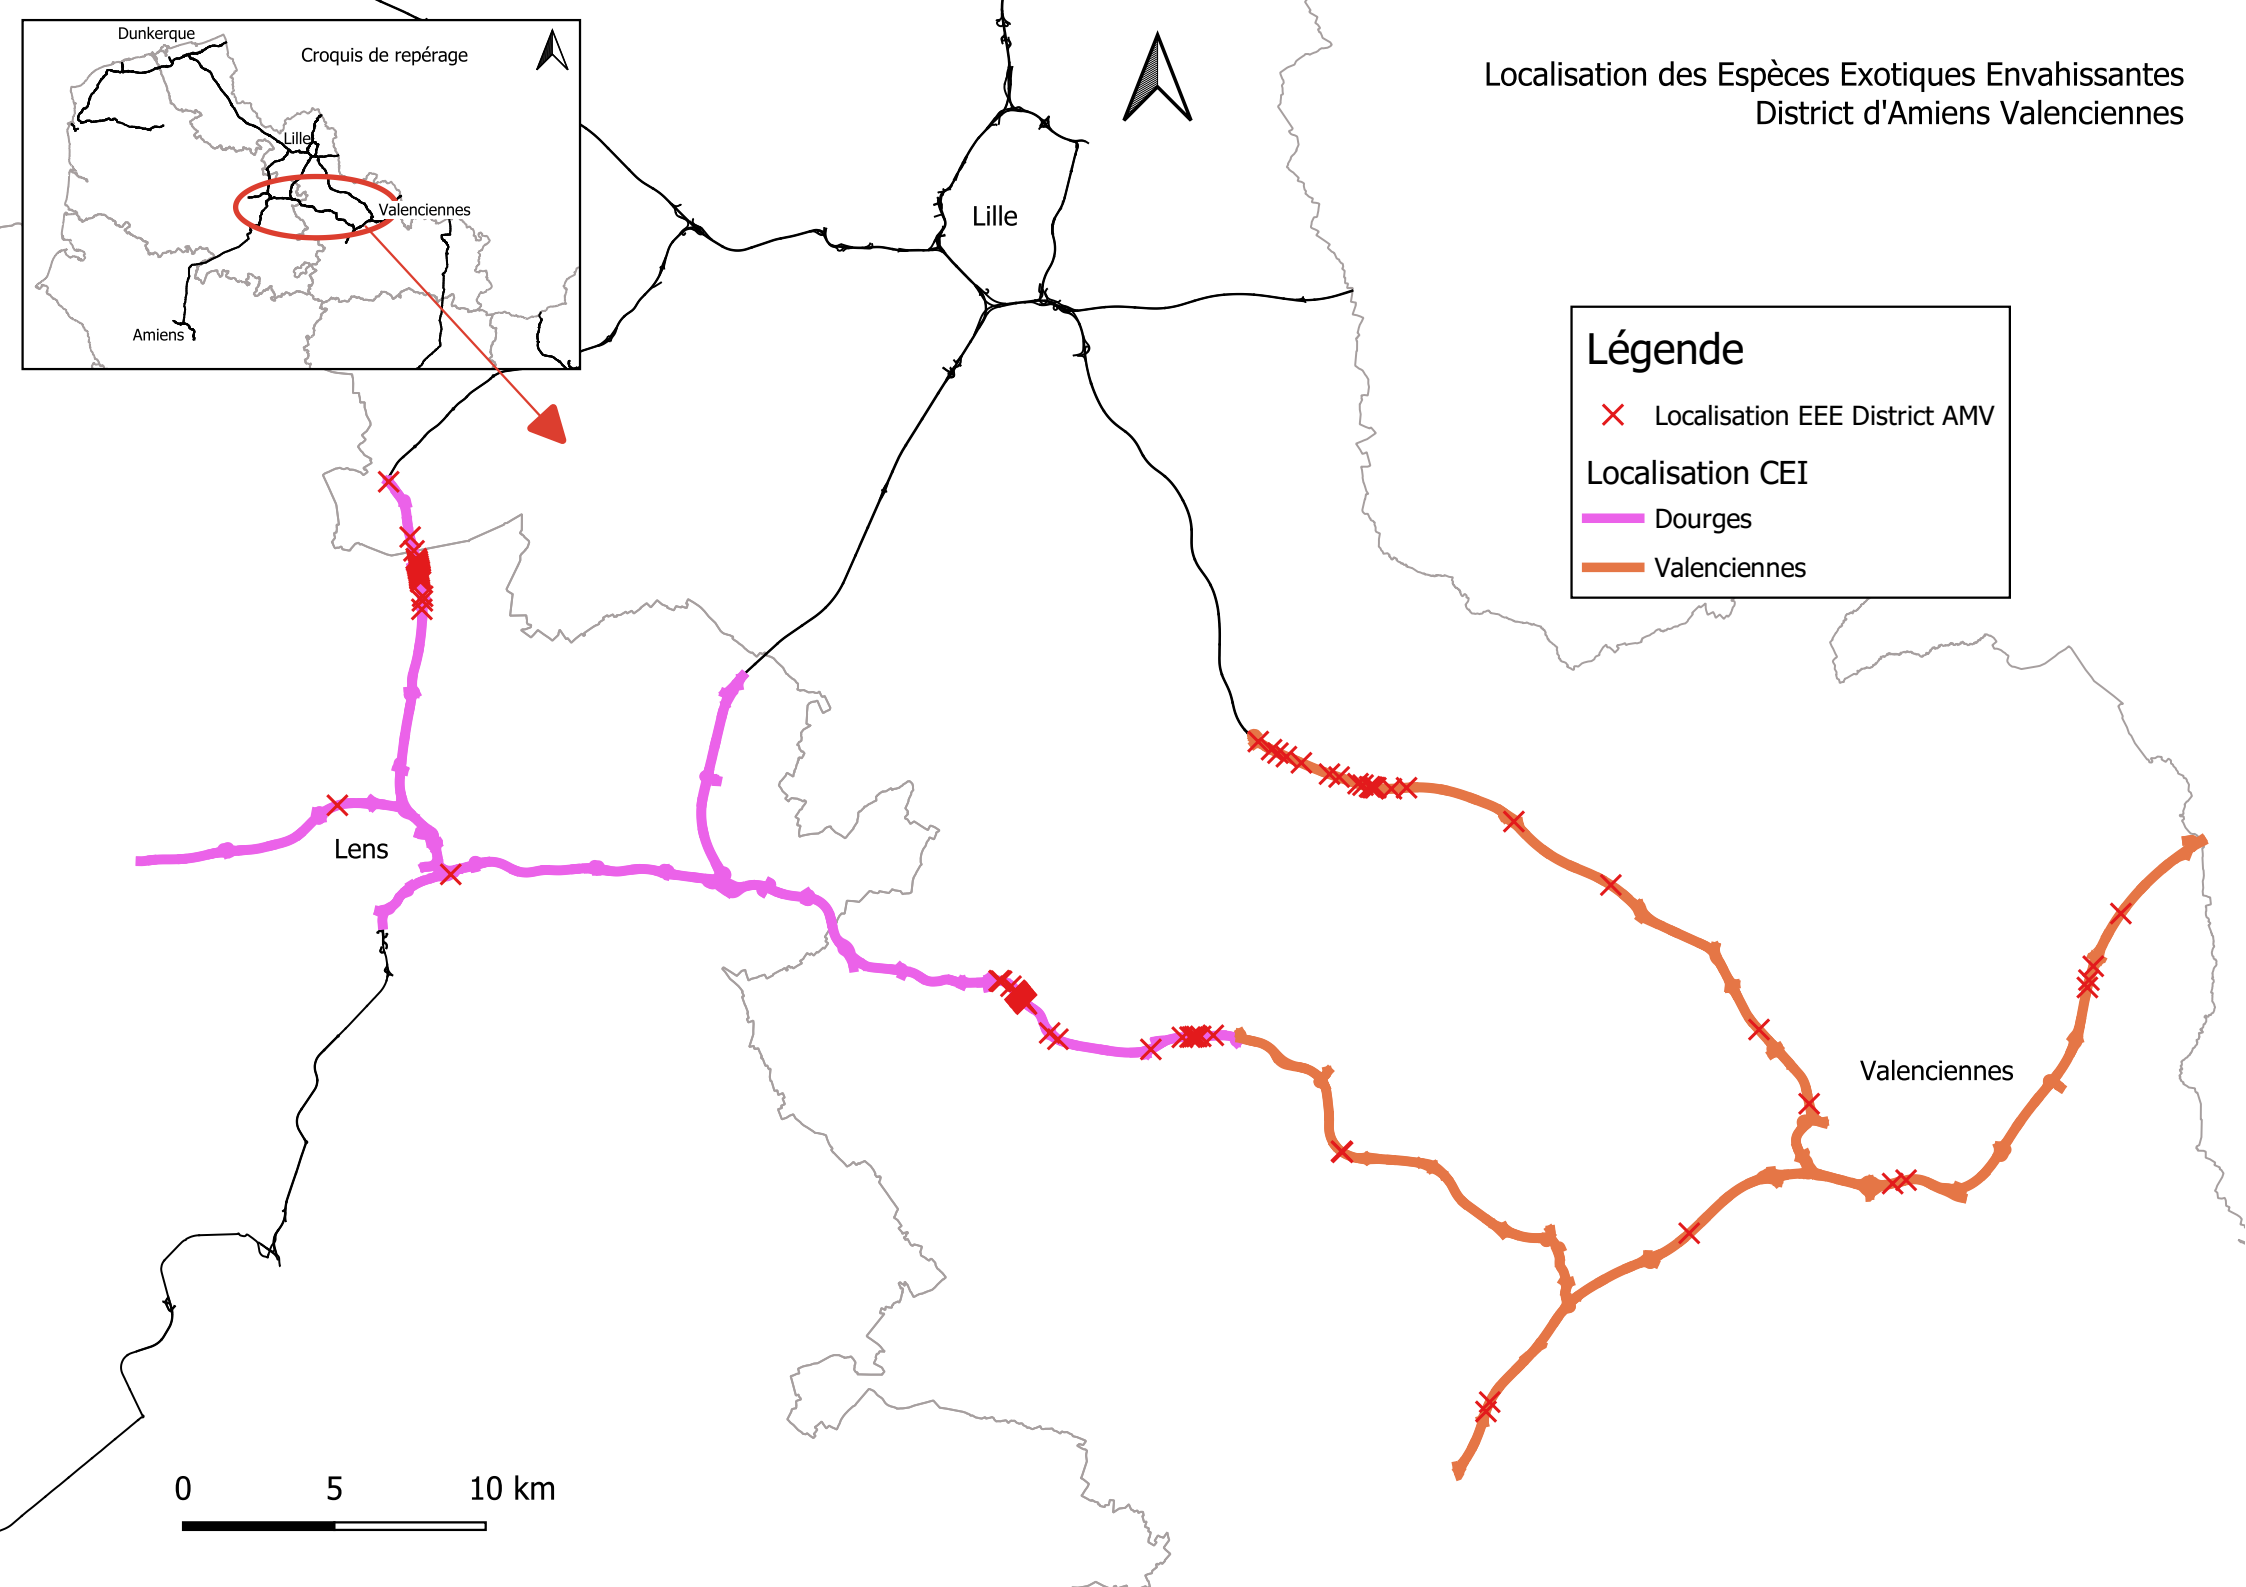 Dunkerque
Croquis de repérage
Lille
Valenciennes
Amiens
Localisation des Espèces Exotiques Envahissantes
District d'Amiens Valenciennes
Lille
Légende
Localisation EEE District AMV
Localisation CEI
Dourges
Valenciennes
Lens
Valenciennes
0 5 10 km